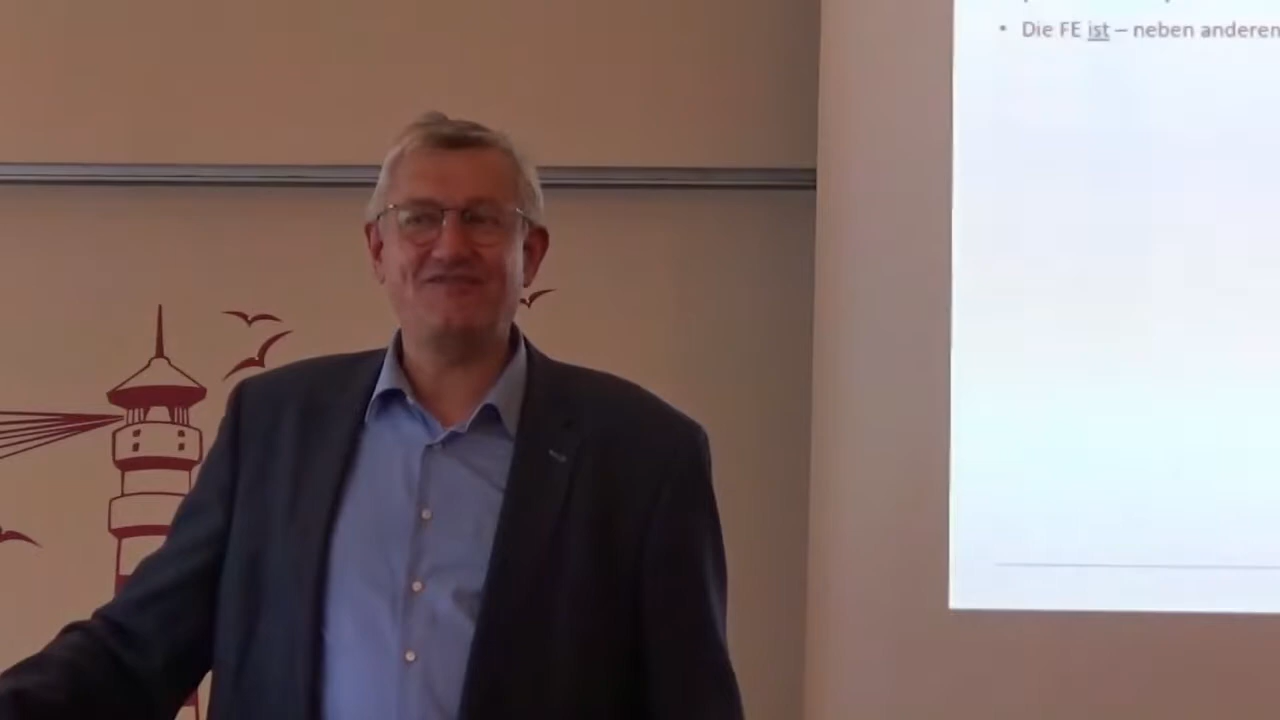 • Die FE ist – neben anderen